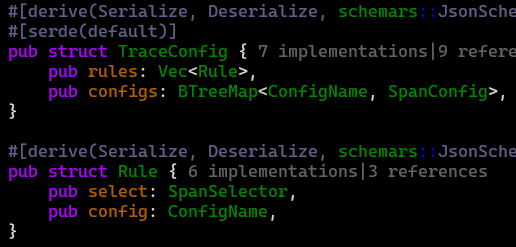 #[derive(Serialize, Deserialize, schemars::JsonSche
#[serde(default)]
pub struct TraceConfig { 7 implementations|9 refere
    pub rules: Vec<Rule>,
    pub configs: BTreeMap<ConfigName, SpanConfig>,
}

#[derive(Serialize, Deserialize, schemars::JsonSche
pub struct Rule { 6 implementations|3 references
    pub select: SpanSelector,
    pub config: ConfigName,
}